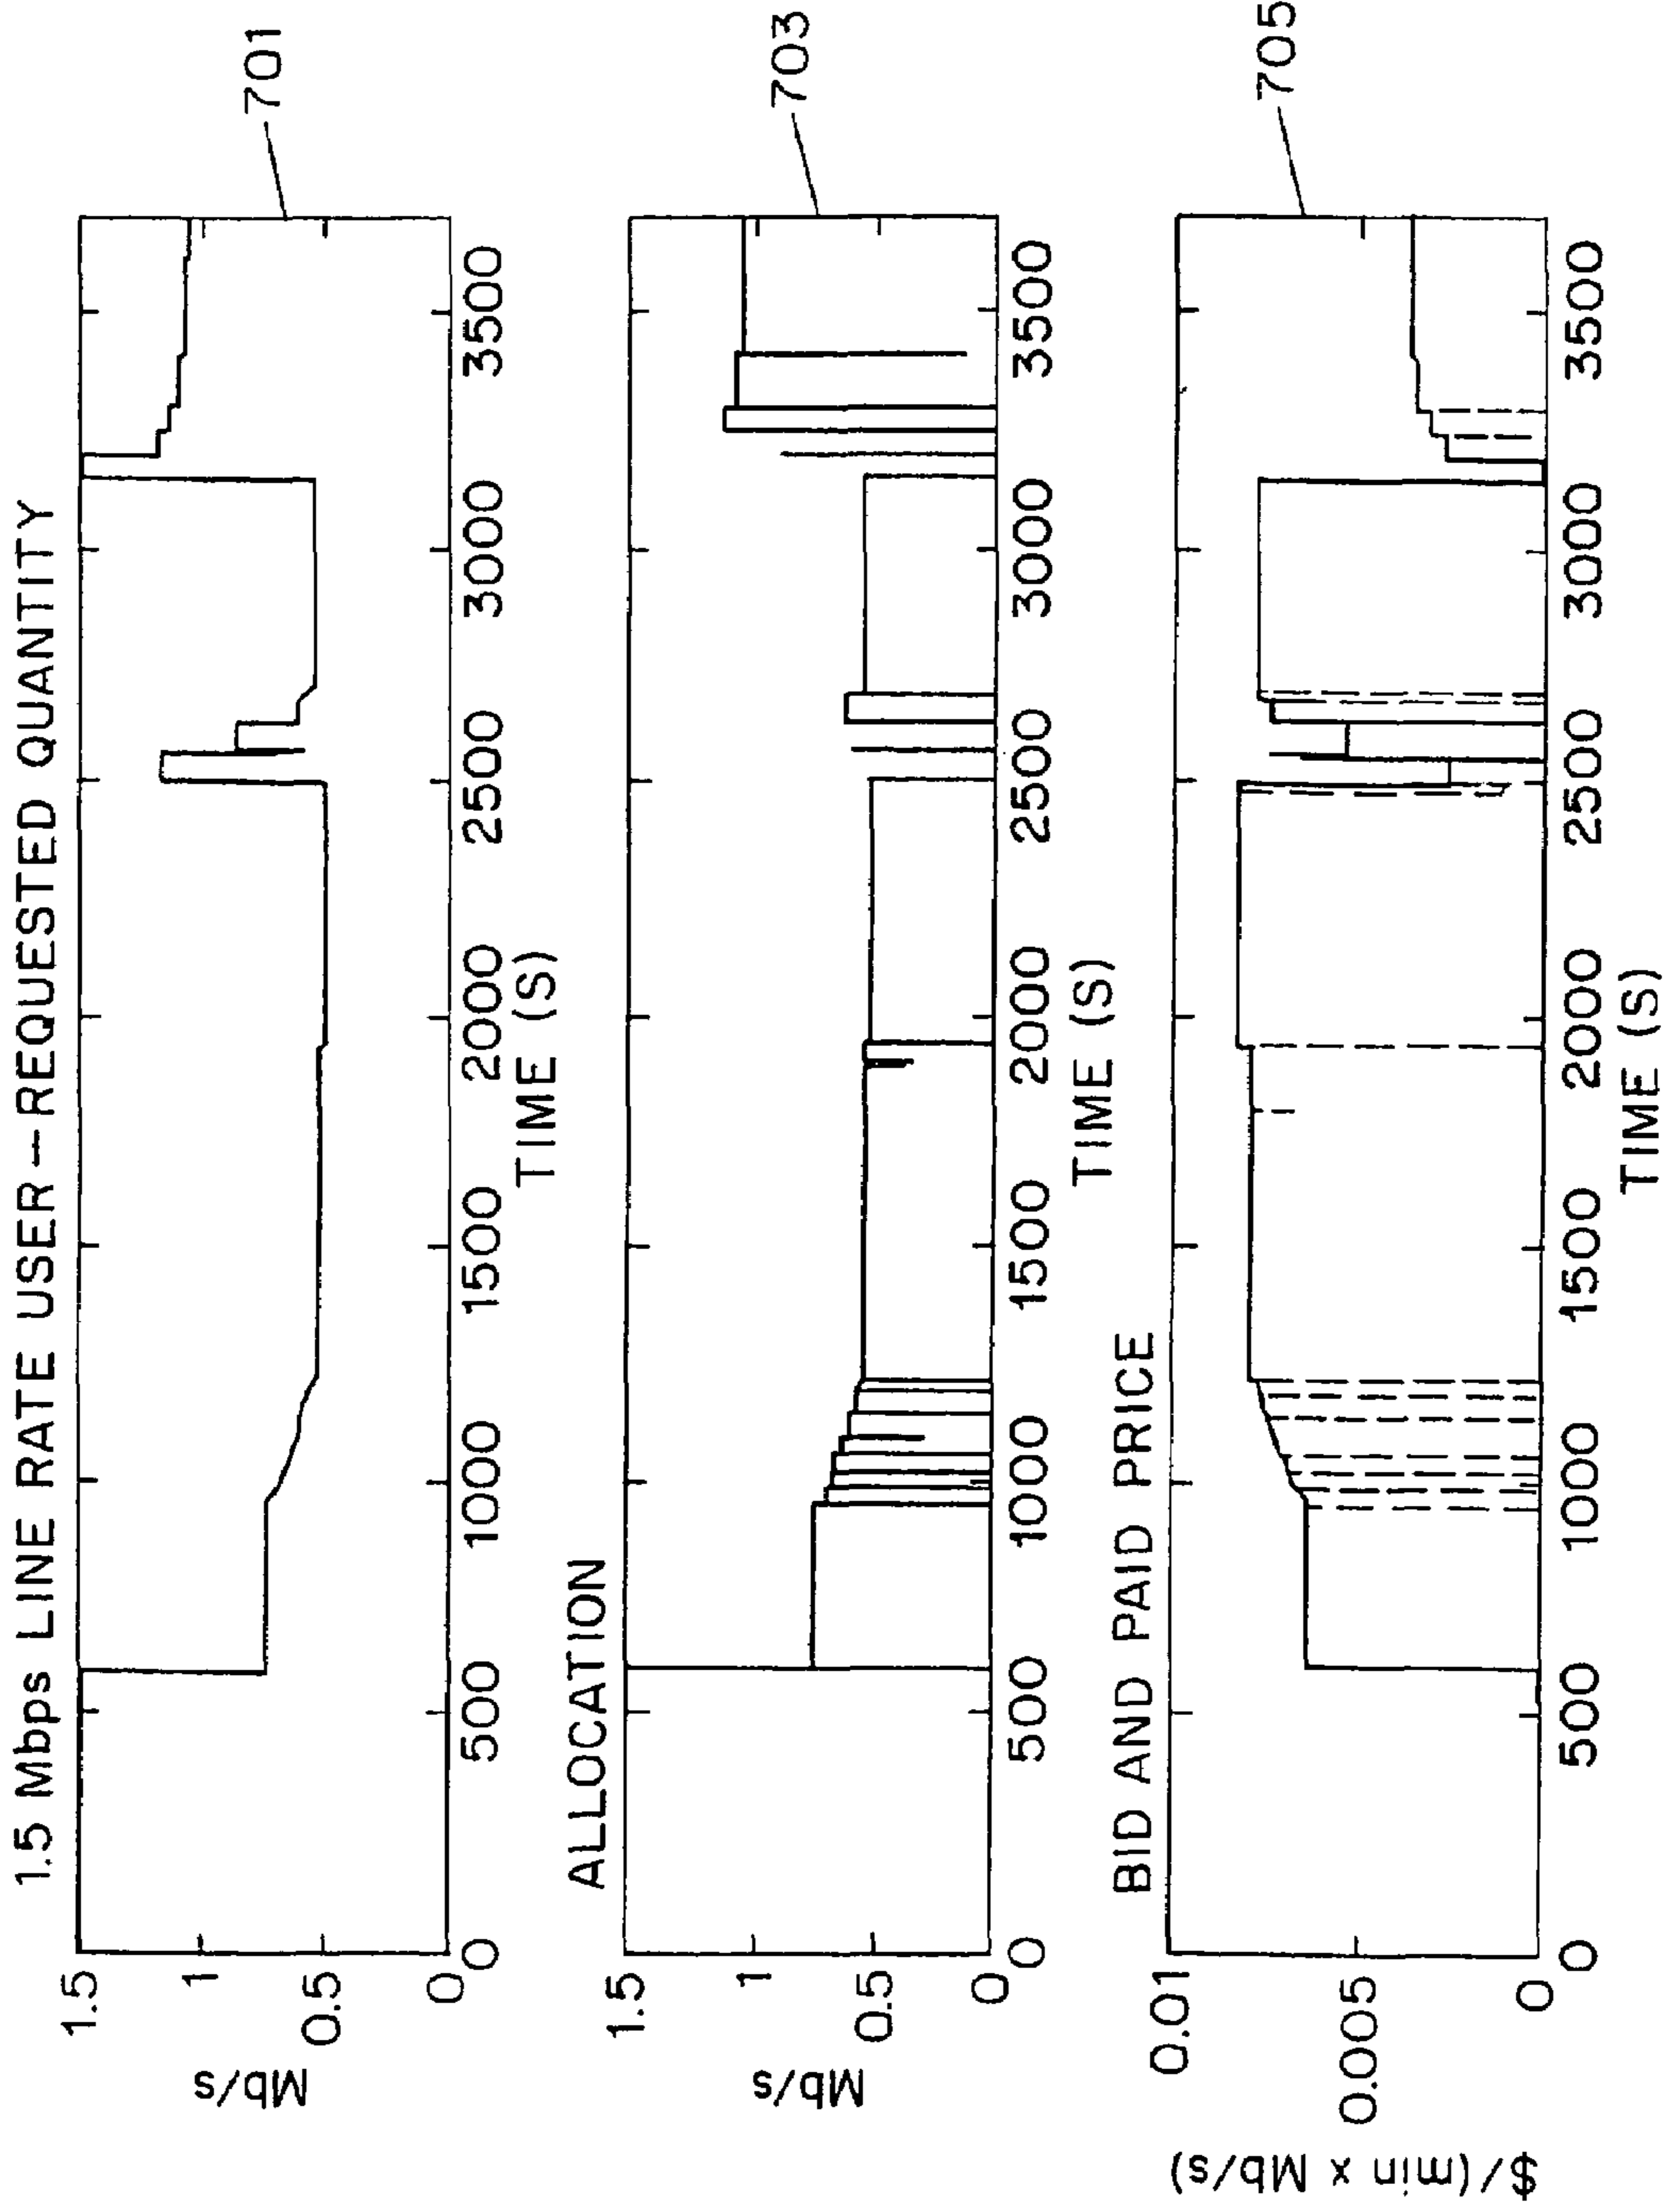 1.5 Mbps LINE RATE USER-REQUESTED QUANTITY
1.5
1
0.5
0
Mb/s
0 500 1000 1500 2000 2500 3000 3500
TIME (S)
701
ALLOCATION
1.5
1
0.5
0
Mb/s
0 500 1000 1500 2000 2500 3000 3500
TIME (S)
703
BID AND PAID PRICE
0.01
0.005
0
$/(min x Mb/s)
0 500 1000 1500 2000 2500 3000 3500
TIME (S)
705